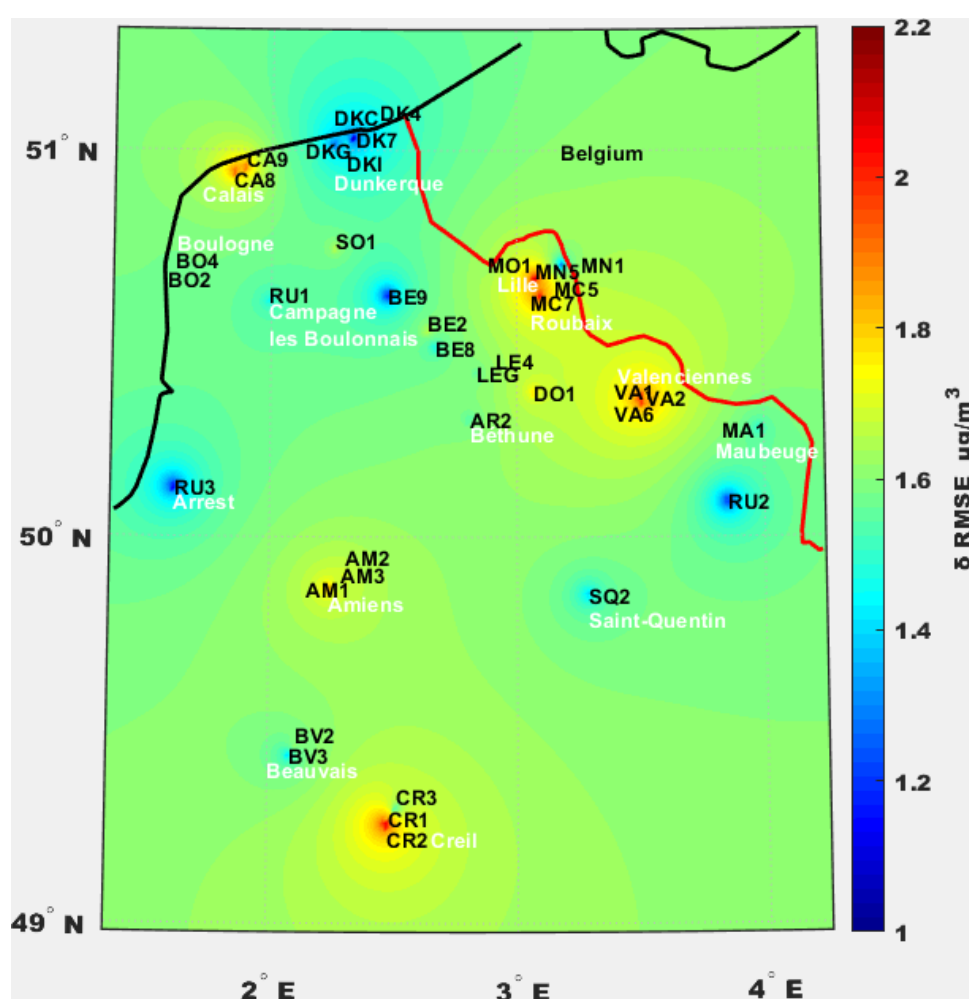 2.2
DKC DK4
51° N
DKG DK7
DKI
Dunkerque
Belgium
CA9
CA8
Calais
2
Boulogne
SO1
BO4
BO2
MO1 MN5 MN1
Lille MC5
MC7
Roubaix
RU1
Campagne
les Boulonnais
BE9
BE2
BE8
1.8
LE4
LEG
DO1
Valenciennes
VA1 VA2
VA6
AR2
Bethune
MA1
Maubeuge
1.6
RU3
Arrest
RU2
50° N
AM2
AM3
AM1
Amiens
SQ2
Saint-Quentin
1.4
BV2
BV3
Beauvais
1.2
CR3
CR1
CR2 Creil
49° N
1
2° E 3° E 4° E
δ RMSE µg/m³